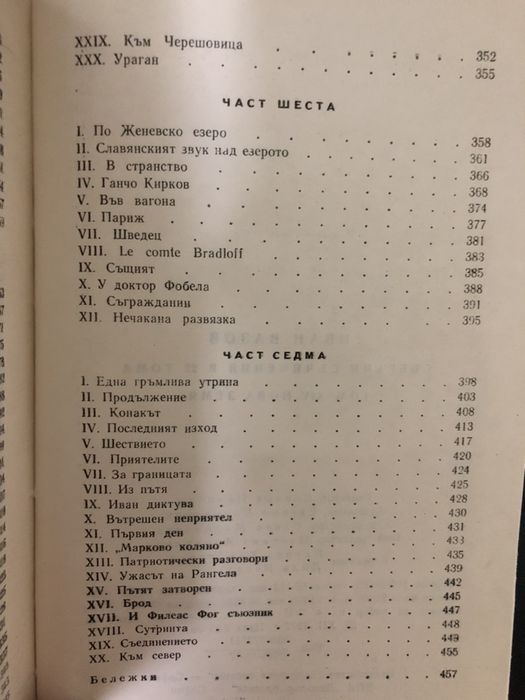 XXIX. Към Черешовица . . . . . . 352
XXX. Ураган . . . . . . . . . 355
ЧАСТ ШЕСТА
I. По Женевско езеро . . . . . . 358
II. Славянският звук над езерото . . . . . 361
III. В странство . . . . . . . . 366
IV. Ганчо Кирков . . . . . . . . 368
V. Във вагона . . . . . . . . 374
VI. Париж . . . . . . . . . 377
VII. Шведец . . . . . . . . . 381
VIII. Le comte Bradloff . . . . . . 383
IX. Същият . . . . . . . . . 385
X. У доктор Фобела . . . . . . . 388
XI. Съгражданин . . . . . . . . 391
XII. Нечакана развязка . . . . . . 395
ЧАСТ СЕДМА
I. Една гръмлива утрина . . . . . . 398
II. Продължение . . . . . . . . 403
III. Конакът . . . . . . . . . 408
IV. Последният изход . . . . . . . 413
V. Шествието . . . . . . . . 417
VI. Приятелите . . . . . . . . 420
VII. За границата . . . . . . . . 424
VIII. Из пътя . . . . . . . . . 425
IX. Иван диктува . . . . . . . . 428
X. Вътрешен неприятел . . . . . . 430
XI. Първия ден . . . . . . . . 431
XII. „Марково коляно“ . . . . . . . 433
XIII. Патриотически разговори . . . . . 435
XIV. Ужасът на Рангела . . . . . . 439
XV. Пътят затворен . . . . . . . 442
XVI. Брод . . . . . . . . . 445
XVII. И Филеас Фог съюзник . . . . . 447
XVIII. Сутринта . . . . . . . . 448
XIX. Съединението . . . . . . . . 449
XX. Към север . . . . . . . . 455
Бележки . . . . . . . . . . 457